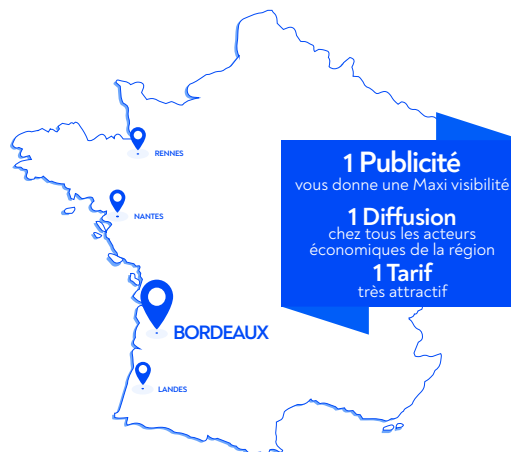 RENNES
NANTES
BORDEAUX
LANDES
1 Publicité
vous donne une Maxi visibilité
1 Diffusion
chez tous les acteurs
économiques de la région
1 Tarif
très attractif